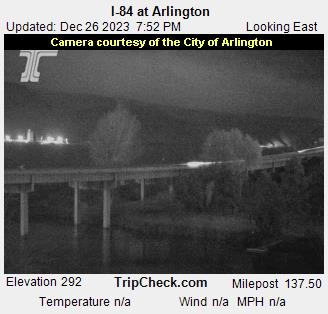 I-84 at Arlington
Updated: Dec 26 2023 7:52 PM Looking East
Camera courtesy of the City of Arlington
Elevation 292 TripCheck.com Milepost 137.50
Temperature n/a Wind n/a MPH n/a